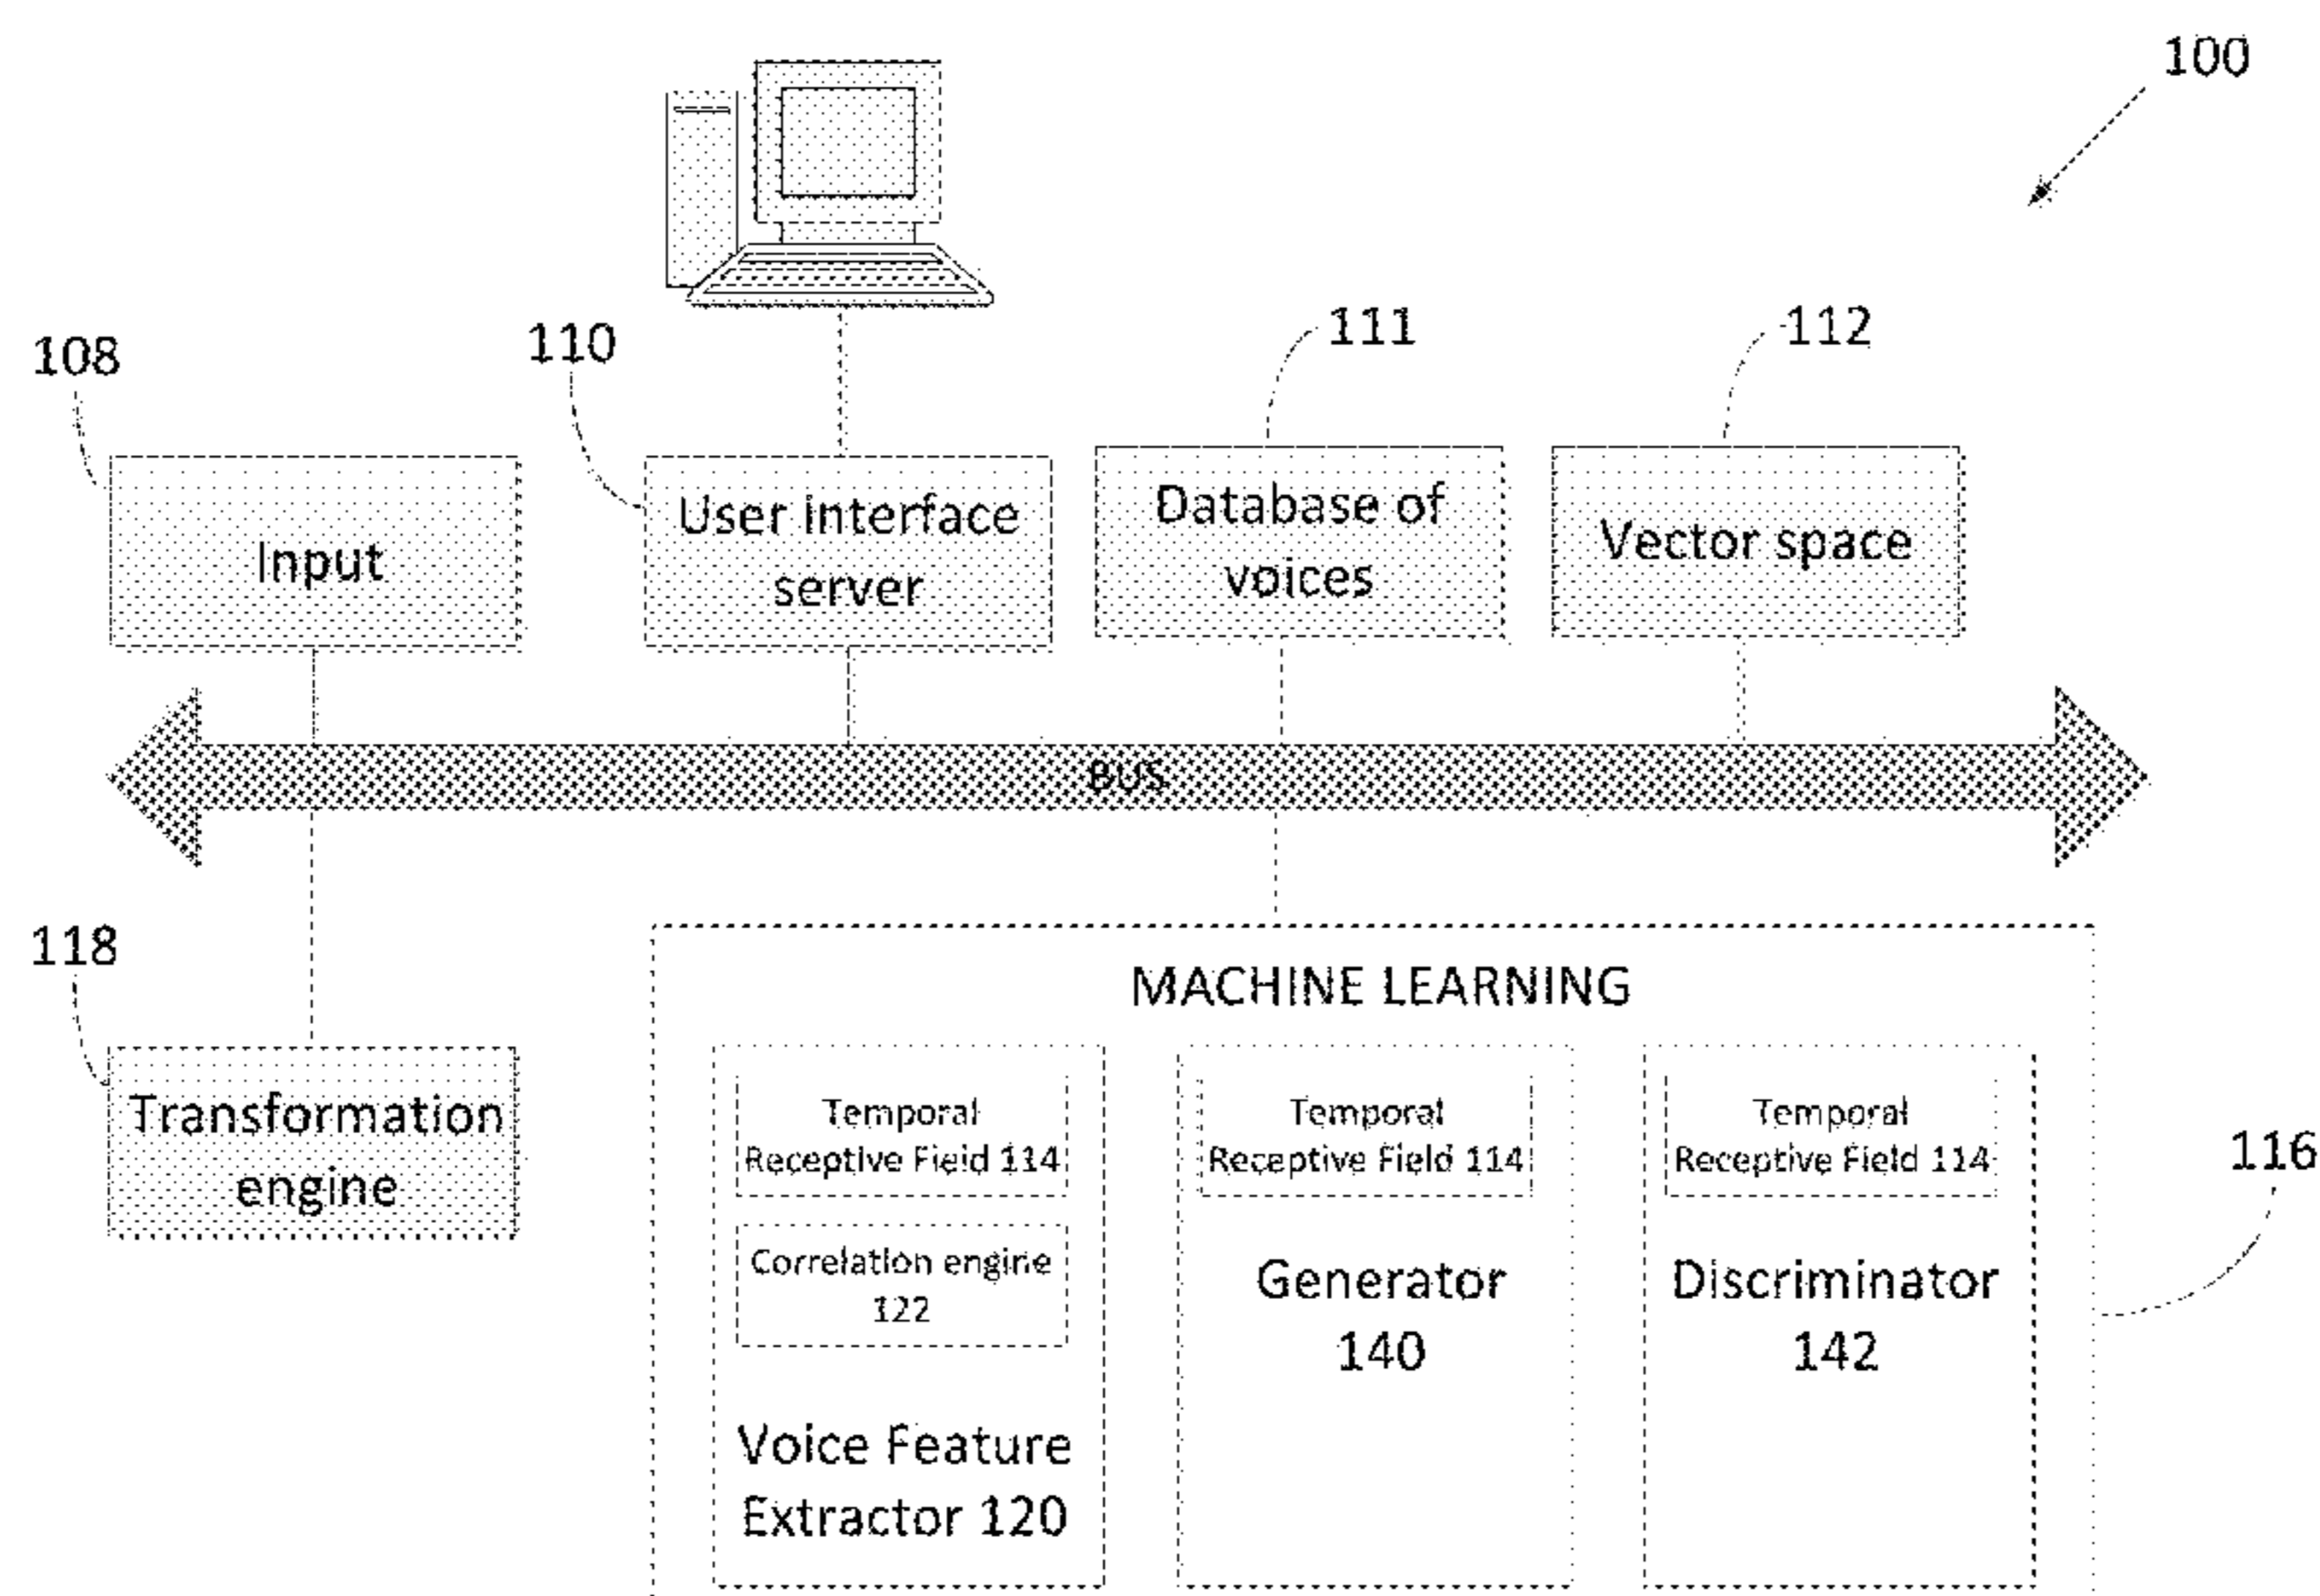 100
108
110
111
112
Input
User interface
server
Database of
voices
Vector space
BUS
118
MACHINE LEARNING
Transformation
engine
Temporal
Receptive Field 114
Correlation engine
122
Voice Feature
Extractor 120
Temporal
Receptive Field 114
Generator
140
Temporal
Receptive Field 114
Discriminator
142
116